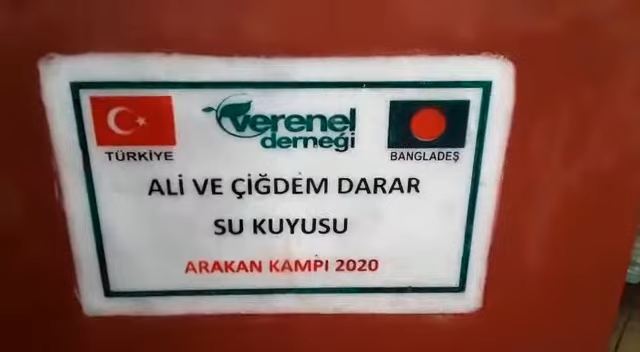 verenel
derneği
TÜRKİYE
BANGLADEŞ
ALİ VE ÇİĞDEM DARAR
SU KUYUSU
ARAKAN KAMPI 2020